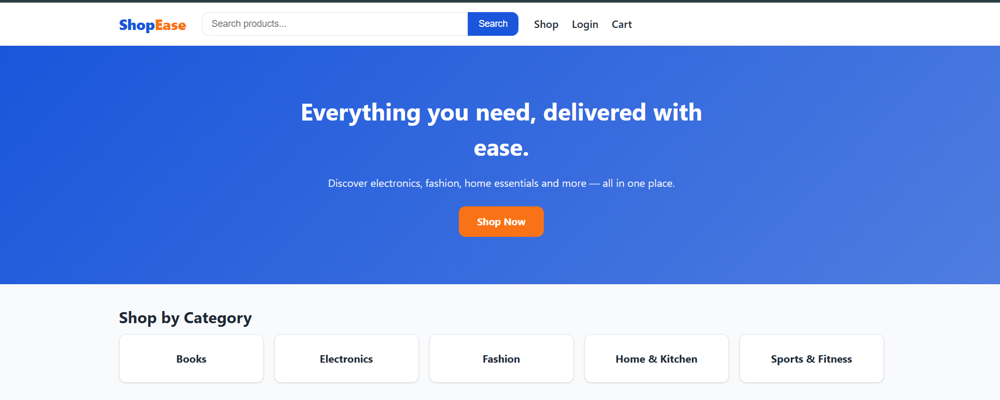 ShopEase
Search products...
Search
Shop
Login
Cart
Everything you need, delivered with
ease.
Discover electronics, fashion, home essentials and more — all in one place.
Shop Now
Shop by Category
Books
Electronics
Fashion
Home & Kitchen
Sports & Fitness